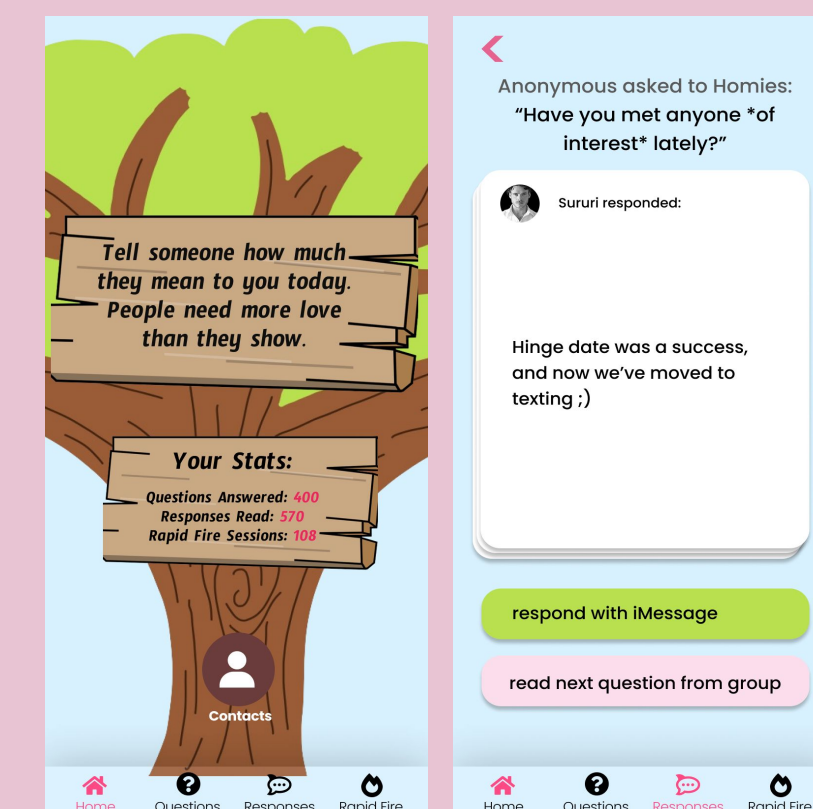 Tell someone how much
they mean to you today.
People need more love
than they show.
Your Stats:
Questions Answered: 400
Responses Read: 570
Rapid Fire Sessions: 108
Contacts
Home
Questions
Responses
Rapid Fire
Anonymous asked to Homies:
“Have you met anyone *of
interest* lately?”
Sururi responded:
Hinge date was a success,
and now we’ve moved to
texting ;)
respond with iMessage
read next question from group
Home
Questions
Responses
Rapid Fire